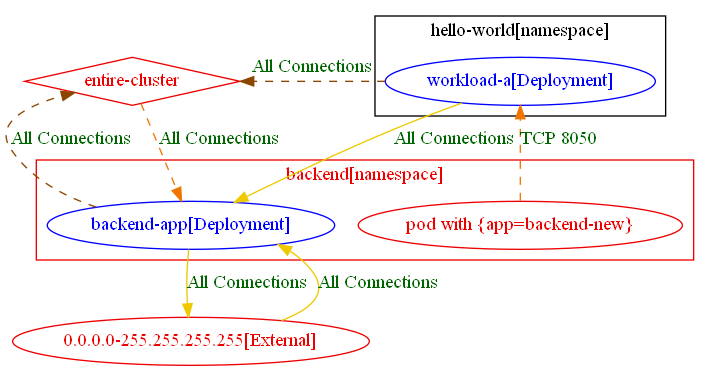 hello-world[namespace]
entire-cluster
All Connections
workload-a[Deployment]
All Connections
All Connections
All Connections
TCP 8050
backend[namespace]
backend-app[Deployment]
pod with {app=backend-new}
All Connections
All Connections
0.0.0.0-255.255.255.255[External]